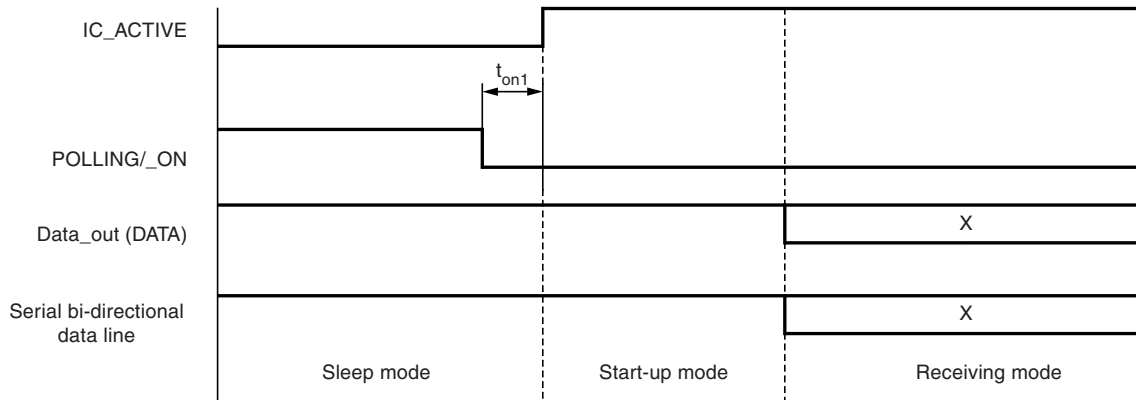 IC_ACTIVE
ton1
POLLING/_ON
Data_out (DATA)
X
Serial bi-directional
data line
X
Sleep mode
Start-up mode
Receiving mode